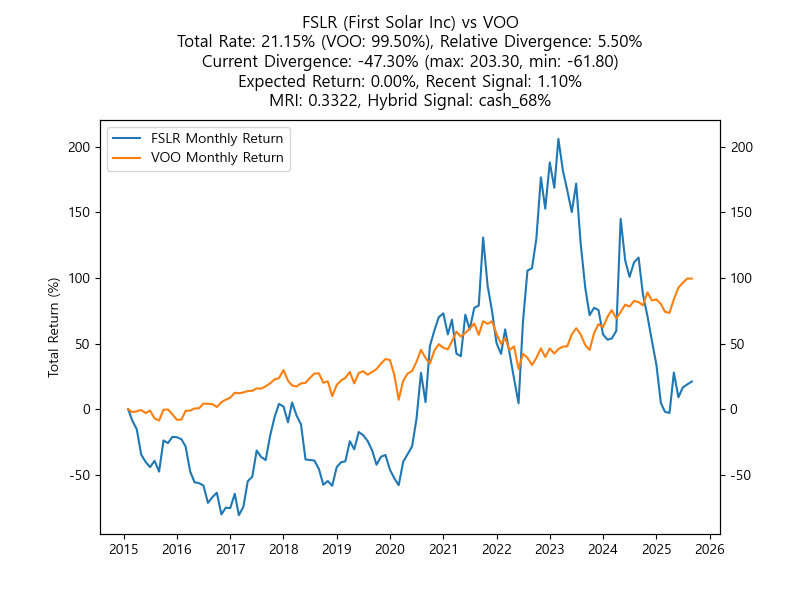 FSLR (First Solar Inc) vs VOO
Total Rate: 21.15% (VOO: 99.50%), Relative Divergence: 5.50%
Current Divergence: -47.30% (max: 203.30, min: -61.80)
Expected Return: 0.00%, Recent Signal: 1.10%
MRI: 0.3322, Hybrid Signal: cash_68%
FSLR Monthly Return
VOO Monthly Return
Total Return (%)
200
150
100
50
0
-50
200
150
100
50
0
-50
2015 2016 2017 2018 2019 2020 2021 2022 2023 2024 2025 2026